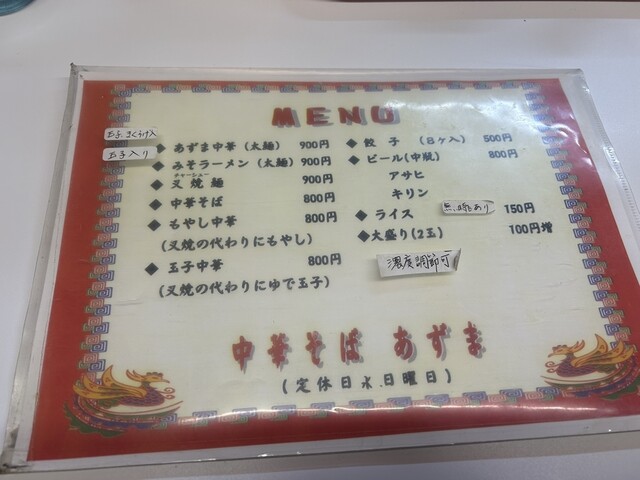 MENU
玉子、きくらげ入
◆ あずま中華(太麺) 900円
玉子入り
◆ みそラーメン(太麺) 900円
チャーシュー
◆ 叉焼麺 900円
◆ 中華そば 800円
◆ もやし中華 800円
(叉焼の代わりにもやし)
◆ 玉子中華 800円
(叉焼の代わりにゆで玉子)
◆ 餃子 (8ヶ入) 500円
◆ ビール(中瓶) 800円
アサヒ
キリン
◆ ライス 150円
◆ 大盛り(2玉) 100円増
濃度調節可
中華そば あずま
(定休日は.日曜日)